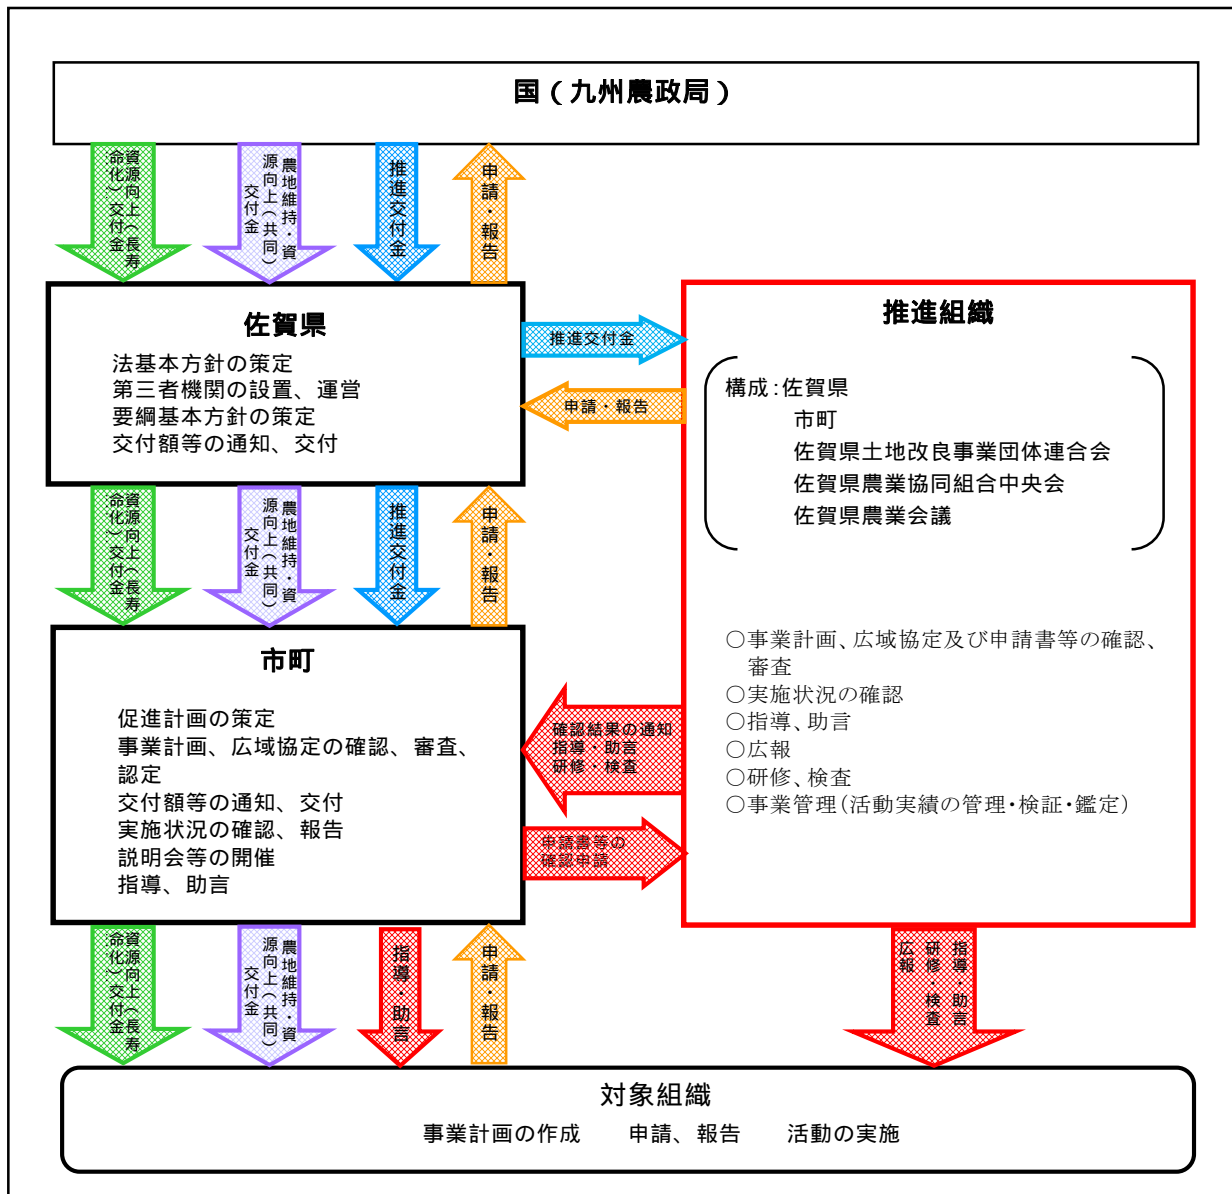 国（九州農政局）
資源向上（長寿
命化）交付金
農地維持・資
源向上（共同）
交付金
推進交付金
申請・報告
佐賀県
法基本方針の策定
第三者機関の設置、運営
要綱基本方針の策定
交付額等の通知、交付
推進交付金
申請・報告
推進組織
構成：佐賀県
市町
佐賀県土地改良事業団体連合会
佐賀県農業協同組合中央会
佐賀県農業会議
○事業計画、広域協定及び申請書等の確認、
審査
○実施状況の確認
○指導、助言
○広報
○研修、検査
○事業管理（活動実績の管理・検証・鑑定）
資源向上（長寿
命化）交付金
農地維持・資
源向上（共同）
交付金
推進交付金
申請・報告
市町
促進計画の策定
事業計画、広域協定の確認、審査、
認定
交付額等の通知、交付
実施状況の確認、報告
説明会等の開催
指導、助言
確認結果の通知
指導・助言
研修・検査
申請書等の
確認申請
資源向上（長寿
命化）交付金
農地維持・資
源向上（共同）
交付金
指導・助言
申請・報告
指導・助言
研修・検査
広報
対象組織
事業計画の作成　　申請、報告　　活動の実施